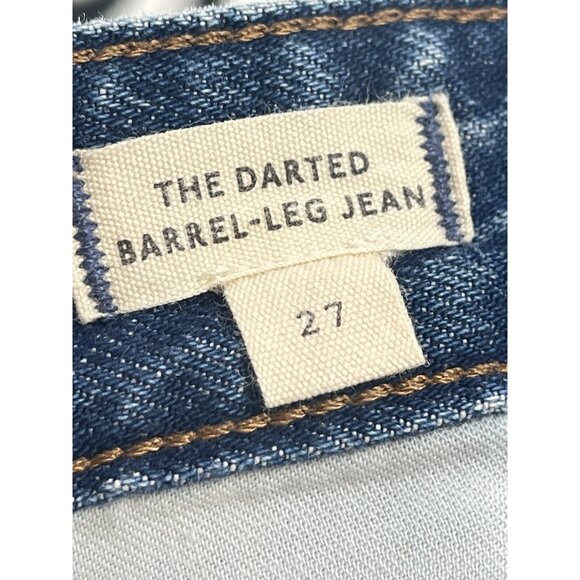 THE DARTED
BARREL-LEG JEAN
27